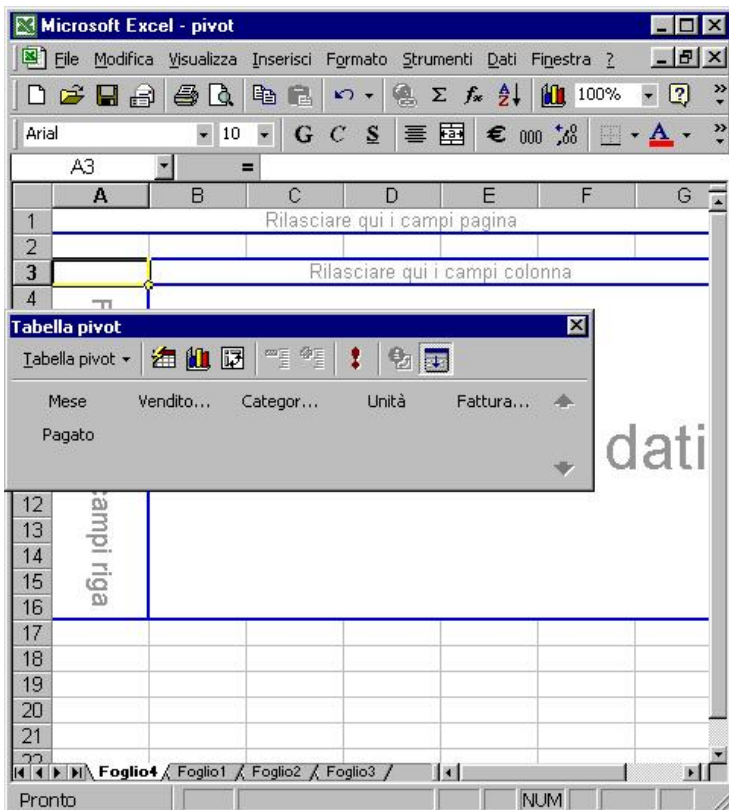 Microsoft Excel - pivot
File Modifica Visualizza Inserisci Formato Strumenti Dati Finestra ?
Σ fx 100%
Arial 10 G C S € 000 A
A3 =
A B C D E F G
1 Rilasciare qui i campi pagina
2
3 Rilasciare qui i campi colonna
4
Tabella pivot
Tabella pivot
Mese Vendito... Categor... Unità Fattura...
Pagato
dati
campi riga
12
13
14
15
16
17
18
19
20
21
22
Foglio4 Foglio1 Foglio2 Foglio3
Pronto NUM